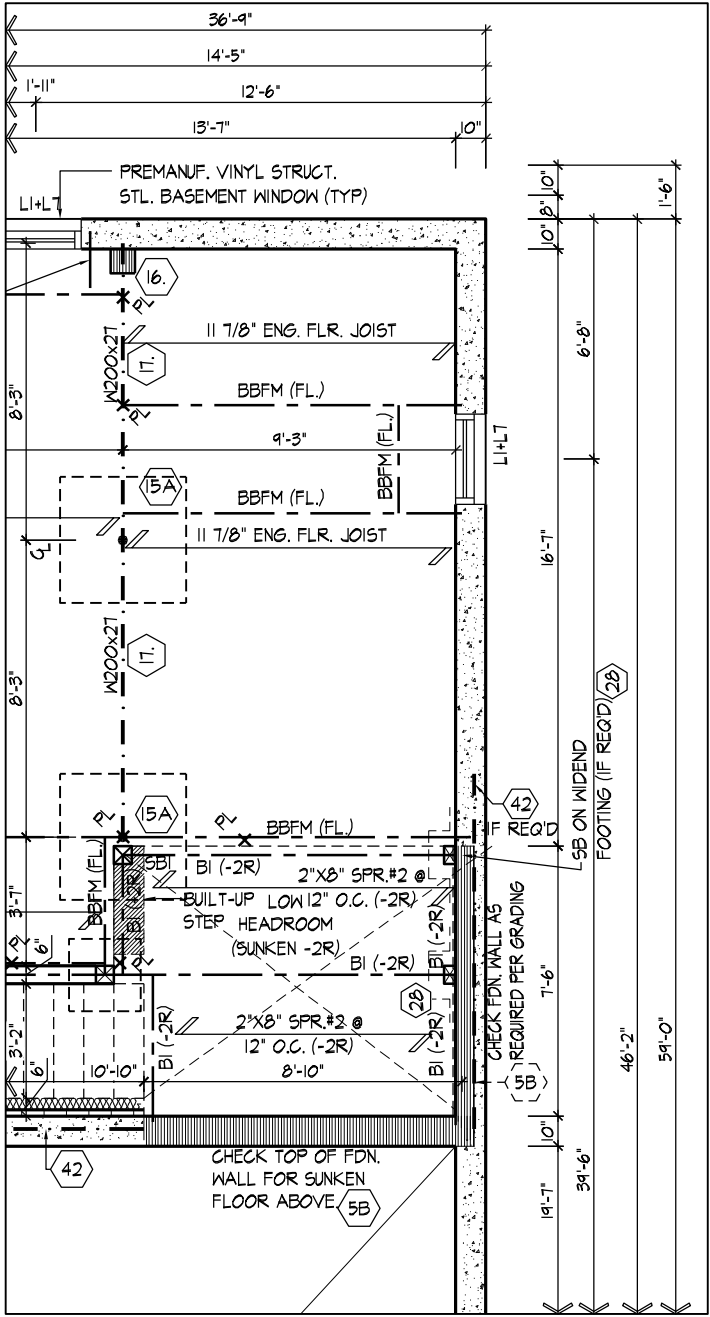 36'-9"
14'-5"
1'-11"
12'-6"
13'-7"
10"
PREMANUF. VINYL STRUCT.
STL. BASEMENT WINDOW (TYP)
L1+L7
10"
1'-6"
8"
10"
16.
PL
11 7/8" ENG. FLR. JOIST
W200x27
17.
6'-8"
8'-3"
PL
BBFM (FL.)
BBFM (FL.)
9'-3"
L1+L7
15A
BBFM (FL.)
11 7/8" ENG. FLR. JOIST
CL
16'-7"
W200x27
17.
8'-3"
SB ON WIDEND
FOOTING (IF REQ'D)
28
PL
15A
PL
BBFM (FL.)
42
IF REQ'D
SB1
B1 (-2R)
2"X8" SPR.#2 @
12" O.C. (-2R)
BUILT-UP
STEP
LOW
HEADROOM
(SUNKEN -2R)
BBFM (FL.)
B1 (+2R)
B1 (-2R)
3'-7"
PL
6"
PL
B1 (-2R)
CHECK FDN. WALL AS
REQUIRED PER GRADING
7'-6"
28
2"X8" SPR.#2 @
12" O.C. (-2R)
B1 (-2R)
B1 (-2R)
3'-2"
6"
10'-10"
8'-10"
5B
46'-2"
59'-0"
10"
42
CHECK TOP OF FDN.
WALL FOR SUNKEN
FLOOR ABOVE
5B
19'-7"
39'-6"